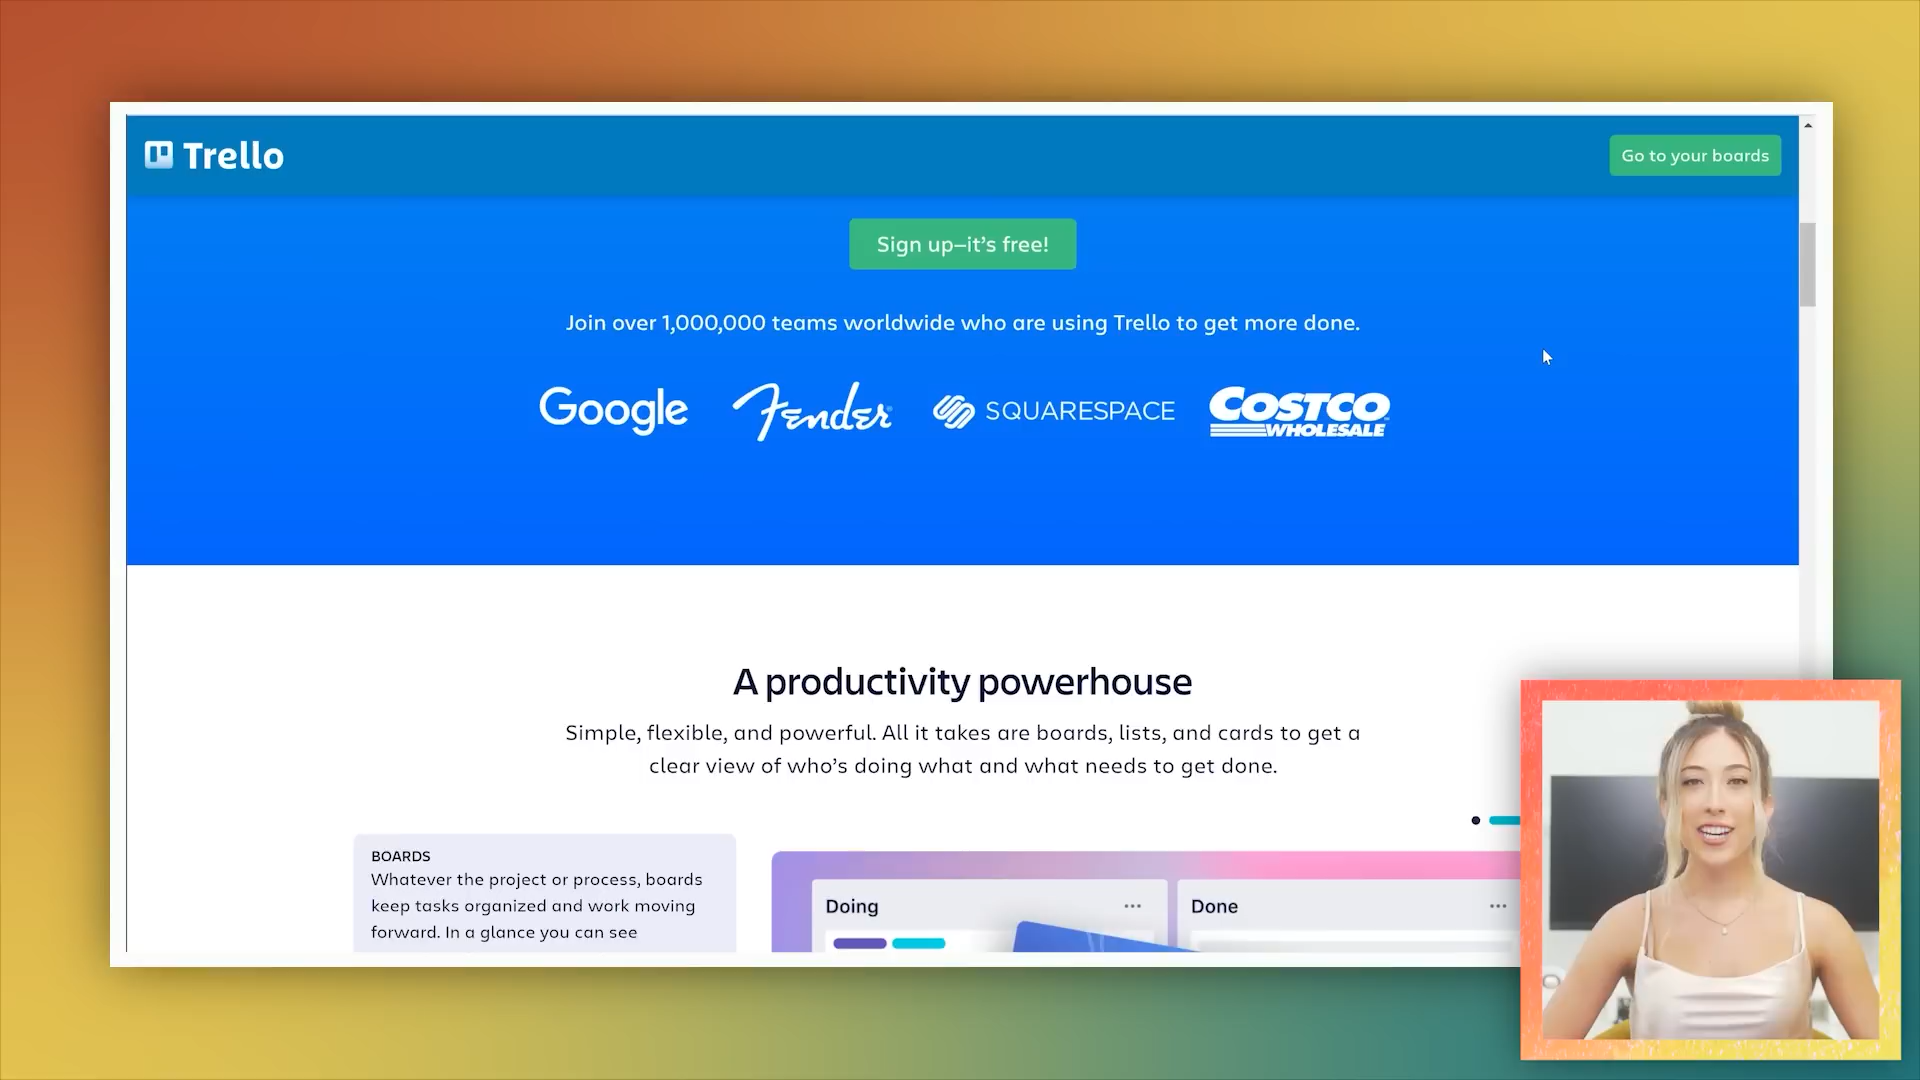 Trello
Go to your boards
Sign up–it’s free!
Join over 1,000,000 teams worldwide who are using Trello to get more done.
Google Fender SQUARESPACE COSTCO WHOLESALE
A productivity powerhouse
Simple, flexible, and powerful. All it takes are boards, lists, and cards to get a
clear view of who’s doing what and what needs to get done.
BOARDS
Whatever the project or process, boards
keep tasks organized and work moving
forward. In a glance you can see
Doing
Done